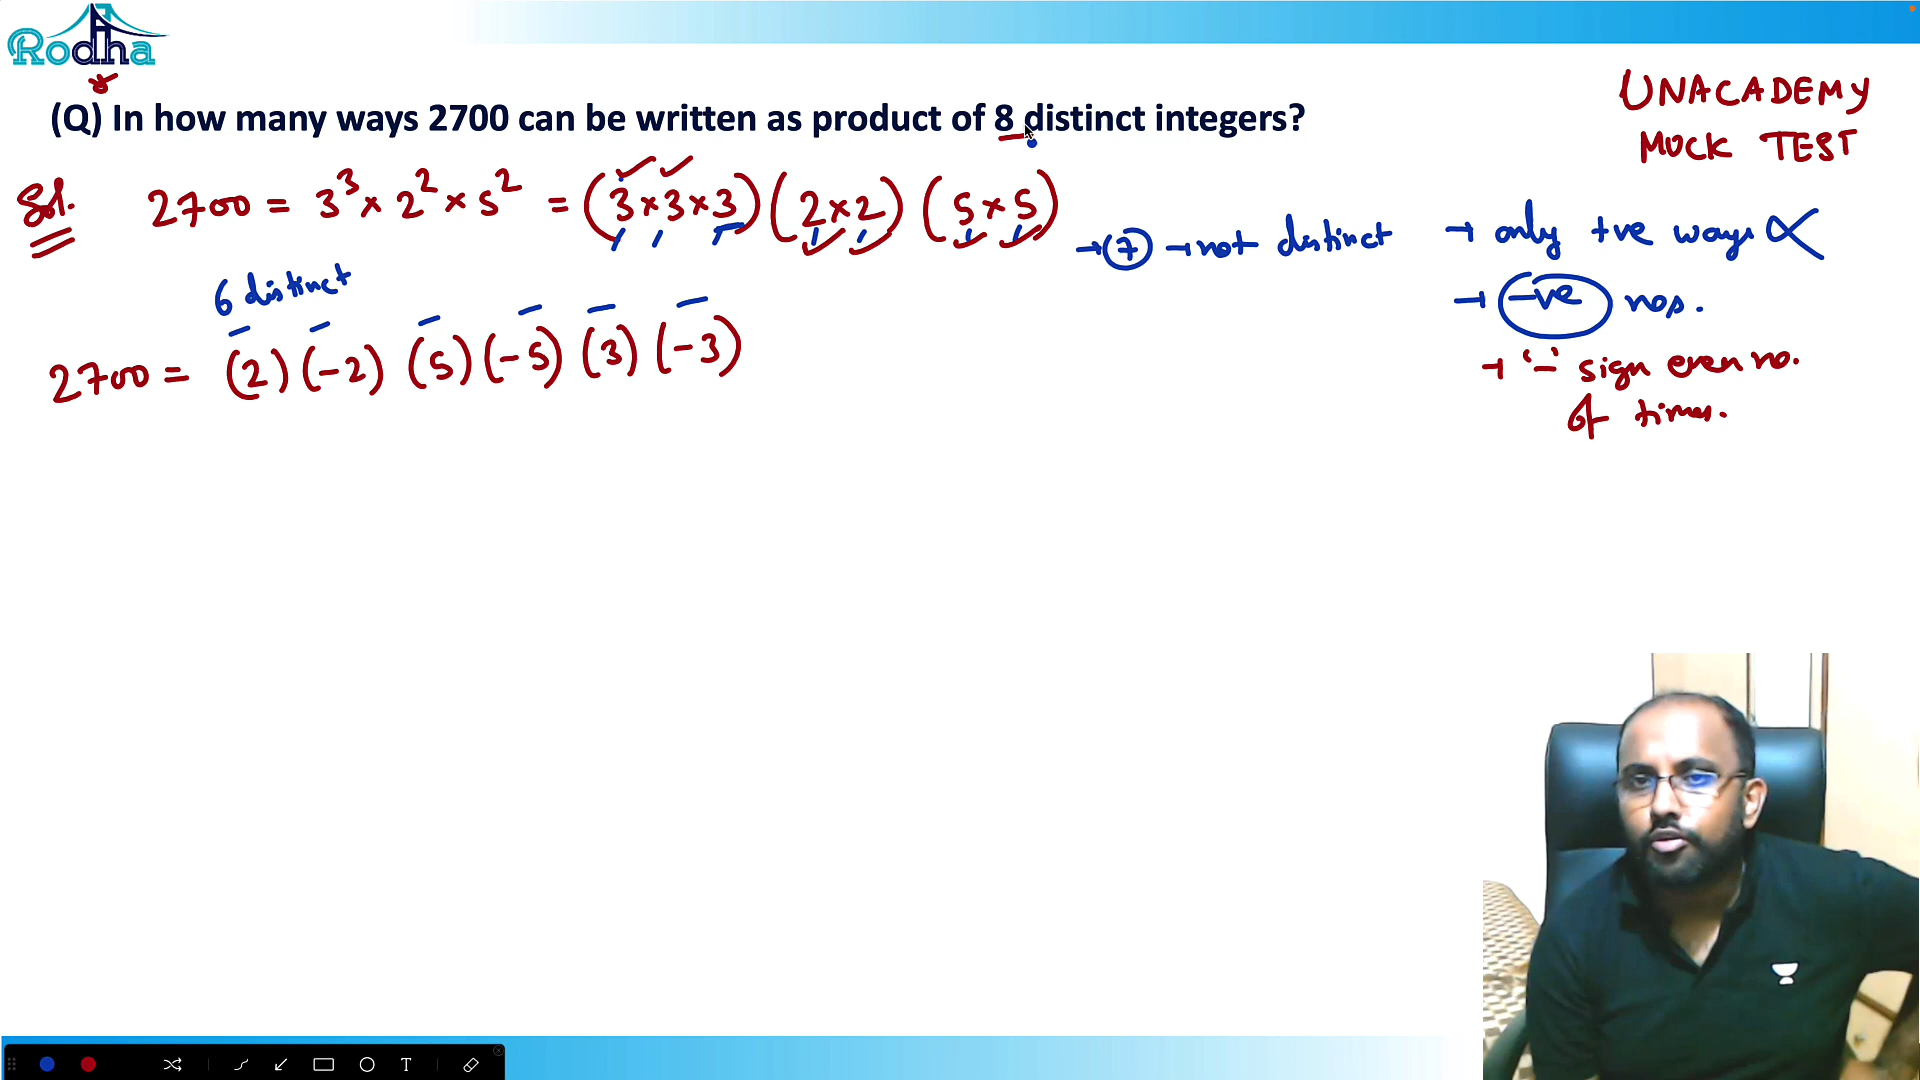 Rodha
(Q) In how many ways 2700 can be written as product of 8 distinct integers?
UNACADEMY
MOCK TEST
Sol. 2700 = 3³ × 2² × 5² = (3×3×3)(2×2)(5×5)
→ 7 → not distinct
→ only +ve ways
→ -ve nos.
→ '-' sign even no.
of times.
6 distinct
2700 = (2)(-2)(5)(-5)(3)(-3)
T